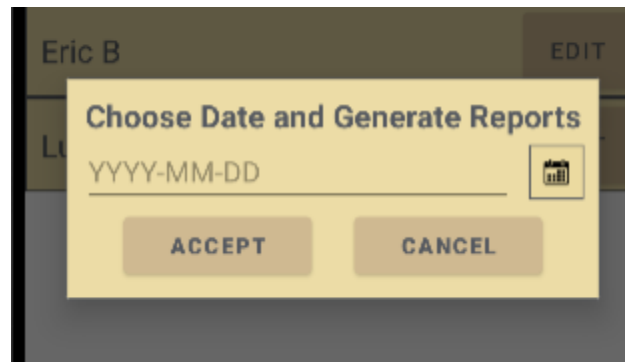 Eric B
EDIT
Choose Date and Generate Reports
YYYY-MM-DD
ACCEPT
CANCEL